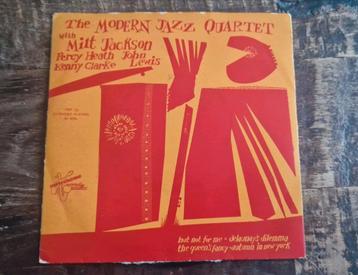 The MODERN JAZZ QUARTET
with Milt Jackson
Percy Heath John Lewis
Kenny Clarke
but not for me • delaunay's dilemma
the queen's fancy • autumn in new york